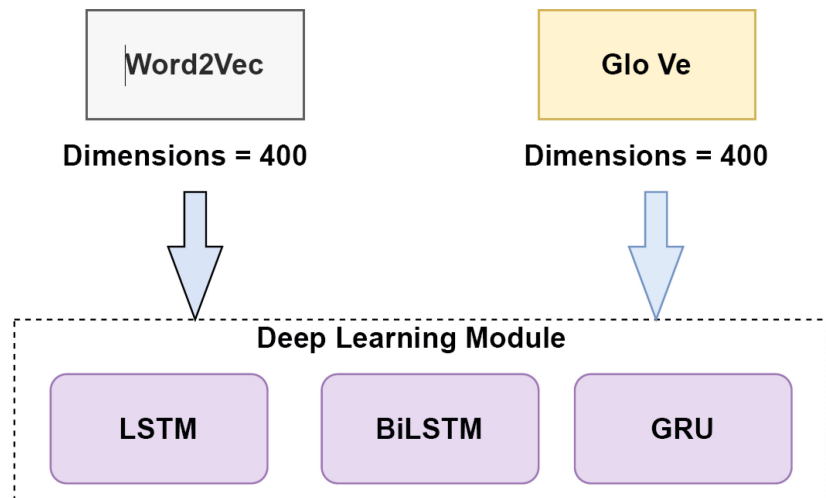 Word2Vec
Glo Ve
Dimensions = 400
Dimensions = 400
Deep Learning Module
LSTM
BiLSTM
GRU